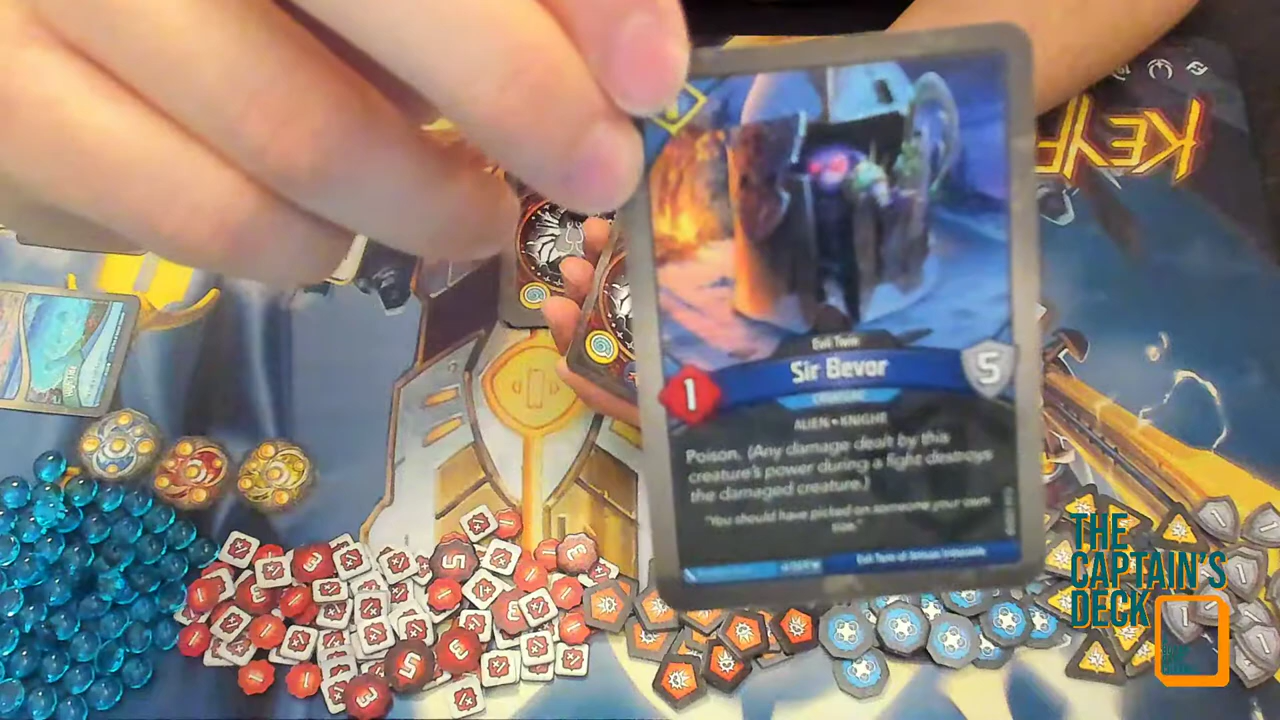 KEYF
Evil Twin
Sir Bevor
1
5
CREATURE
ALIEN • KNIGHT
Poison. (Any damage dealt by this
creature's power during a fight destroys
the damaged creature.)
"You should have picked on someone your own
size."
Evil Twin of
THE
CAPTAIN'S
DECK